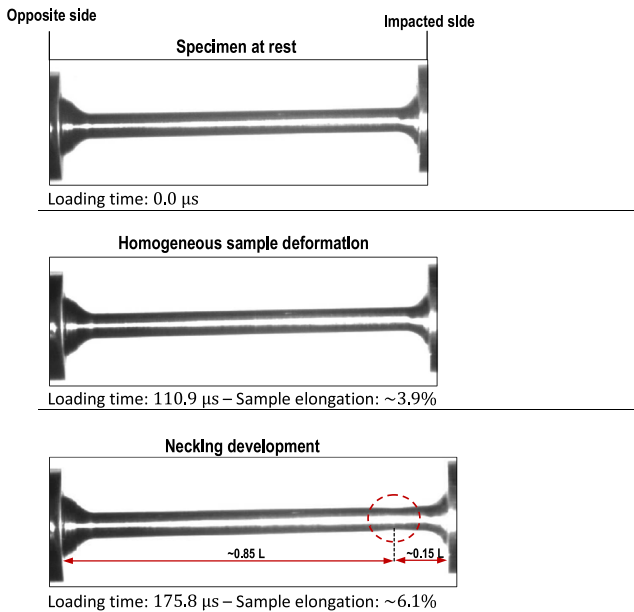 Opposite side
Impacted side
Specimen at rest
Loading time: 0.0 µs
Homogeneous sample deformation
Loading time: 110.9 µs – Sample elongation: ~3.9%
Necking development
~0.85 L
~0.15 L
Loading time: 175.8 µs – Sample elongation: ~6.1%